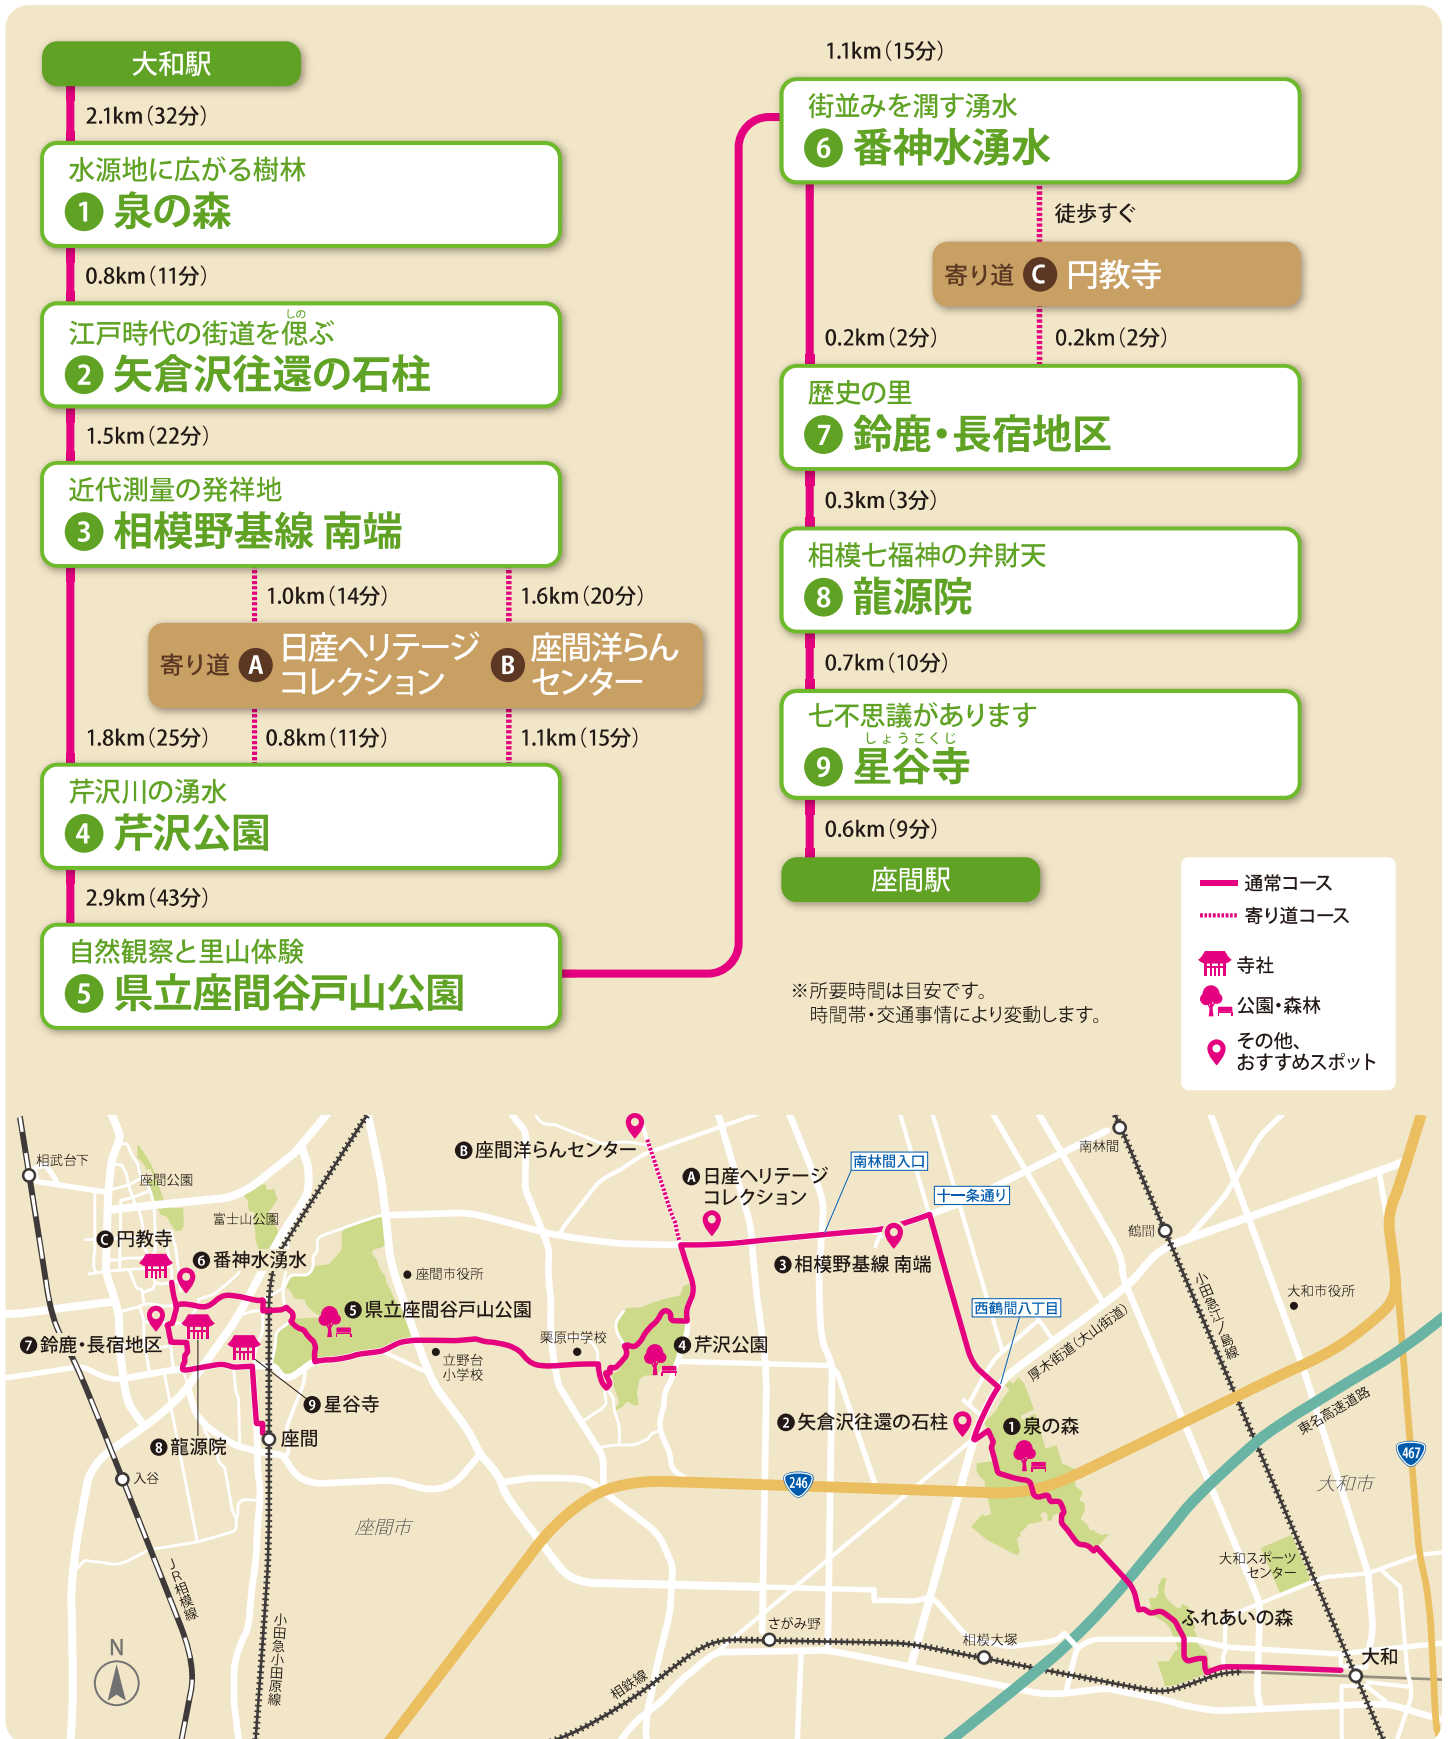 大和駅
2.1km（32分）
水源地に広がる樹林
1 泉の森
0.8km（11分）
しの
江戸時代の街道を偲ぶ
2 矢倉沢往還の石柱
1.5km（22分）
近代測量の発祥地
3 相模野基線 南端
1.0km（14分）
1.6km（20分）
寄り道
A 日産ヘリテージ
コレクション
B 座間洋らん
センター
1.8km（25分）
0.8km（11分）
1.1km（15分）
芹沢川の湧水
4 芹沢公園
2.9km（43分）
自然観察と里山体験
5 県立座間谷戸山公園
1.1km（15分）
街並みを潤す湧水
6 番神水湧水
徒歩すぐ
寄り道 C 円教寺
0.2km（2分）
0.2km（2分）
歴史の里
7 鈴鹿・長宿地区
0.3km（3分）
相模七福神の弁財天
8 龍源院
0.7km（10分）
七不思議があります
しょうこくじ
9 星谷寺
0.6km（9分）
座間駅
※所要時間は目安です。
時間帯・交通事情により変動します。
通常コース
寄り道コース
寺社
公園・森林
その他、
おすすめスポット
相武台下
座間公園
富士山公園
C 円教寺
6 番神水湧水
7 鈴鹿・長宿地区
8 龍源院
9 星谷寺
座間
入谷
JR相模線
小田急小田原線
座間市
N
5 県立座間谷戸山公園
座間市役所
立野台
小学校
栗原中学校
4 芹沢公園
B 座間洋らんセンター
A 日産ヘリテージ
コレクション
南林間入口
十一条通り
3 相模野基線 南端
西鶴間八丁目
厚木街道（大山街道）
2 矢倉沢往還の石柱
1 泉の森
246
南林間
鶴間
小田急江ノ島線
大和市役所
東名高速道路
467
大和市
大和スポーツ
センター
ふれあいの森
大和
さがみ野
相模大塚
相鉄線